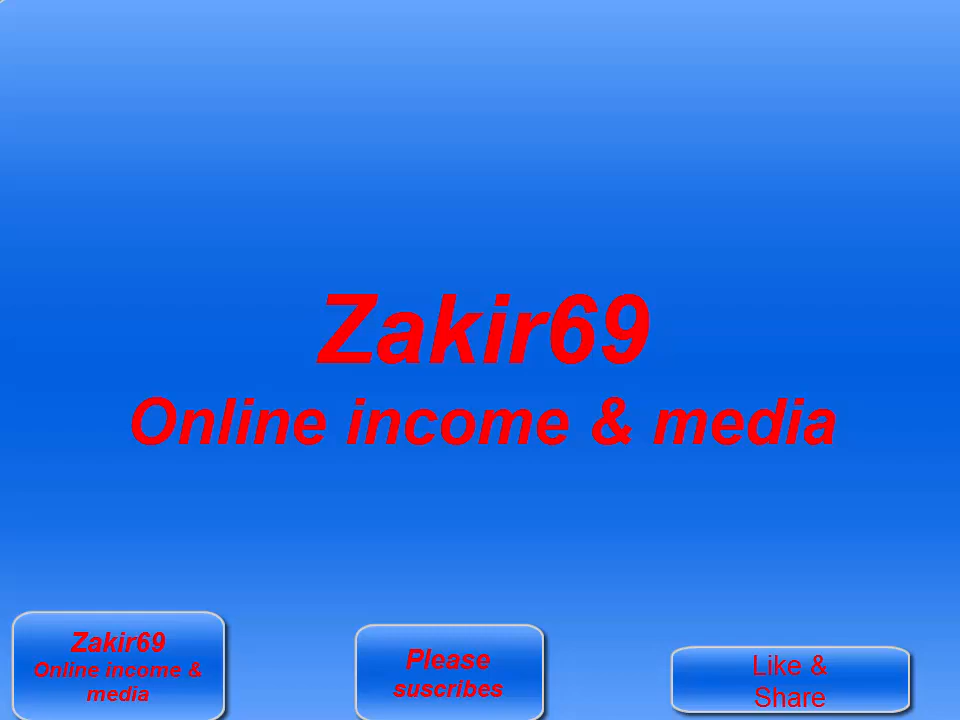 Zakir69
Online income & media
Zakir69
Online income &
media
Please
suscribes
Like &
Share